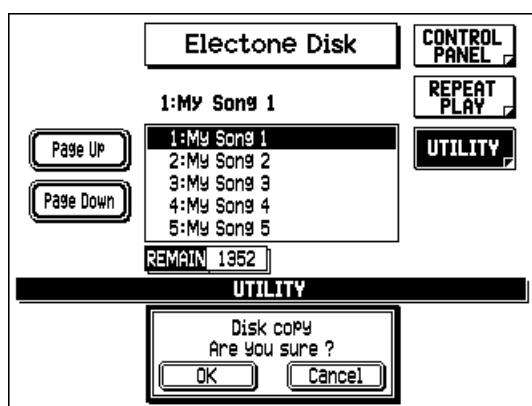 Electone Disk
CONTROL
PANEL
1:My Song 1
REPEAT
PLAY
Page Up
Page Down
1:My Song 1
2:My Song 2
3:My Song 3
4:My Song 4
5:My Song 5
UTILITY
REMAIN 1352
UTILITY
Disk copy
Are you sure ?
OK Cancel